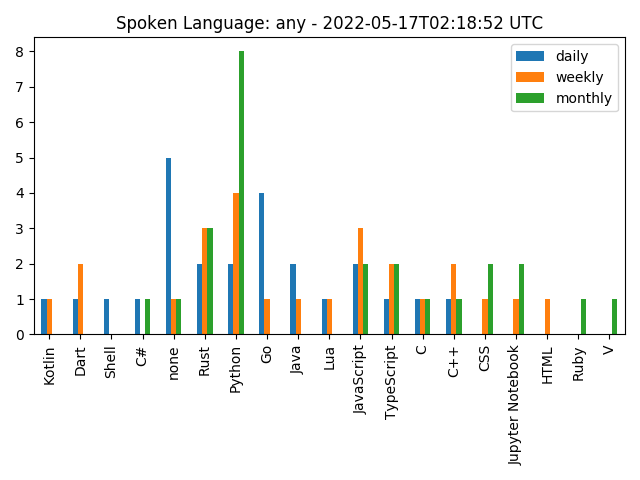 Spoken Language: any - 2022-05-17T02:18:52 UTC
daily
weekly
monthly
8
7
6
5
4
3
2
1
0
Kotlin
Dart
Shell
C#
none
Rust
Python
Go
Java
Lua
JavaScript
TypeScript
C
C++
CSS
Jupyter Notebook
HTML
Ruby
V